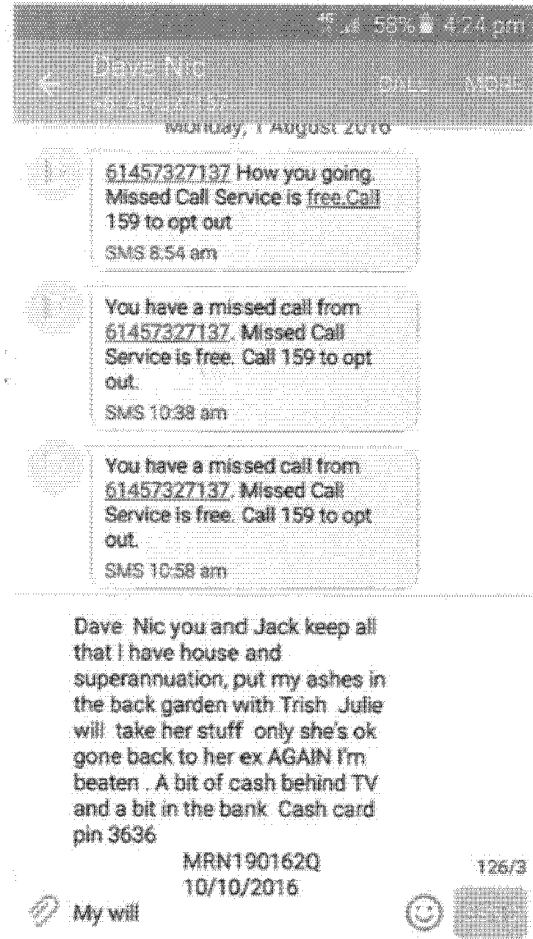 4G 58% 4:24 pm
Dave Nic
CALL MORE
Monday, 1 August 2016
61457327137 How you going.
Missed Call Service is free.Call
159 to opt out
SMS 8:54 am
You have a missed call from
61457327137. Missed Call
Service is free. Call 159 to opt
out.
SMS 10:38 am
You have a missed call from
61457327137. Missed Call
Service is free. Call 159 to opt
out.
SMS 10:58 am
Dave Nic you and Jack keep all
that I have house and
superannuation, put my ashes in
the back garden with Trish Julie
will take her stuff only she's ok
gone back to her ex AGAIN I'm
beaten . A bit of cash behind TV
and a bit in the bank Cash card
pin 3636
MRN190162Q
10/10/2016
My will
126/3